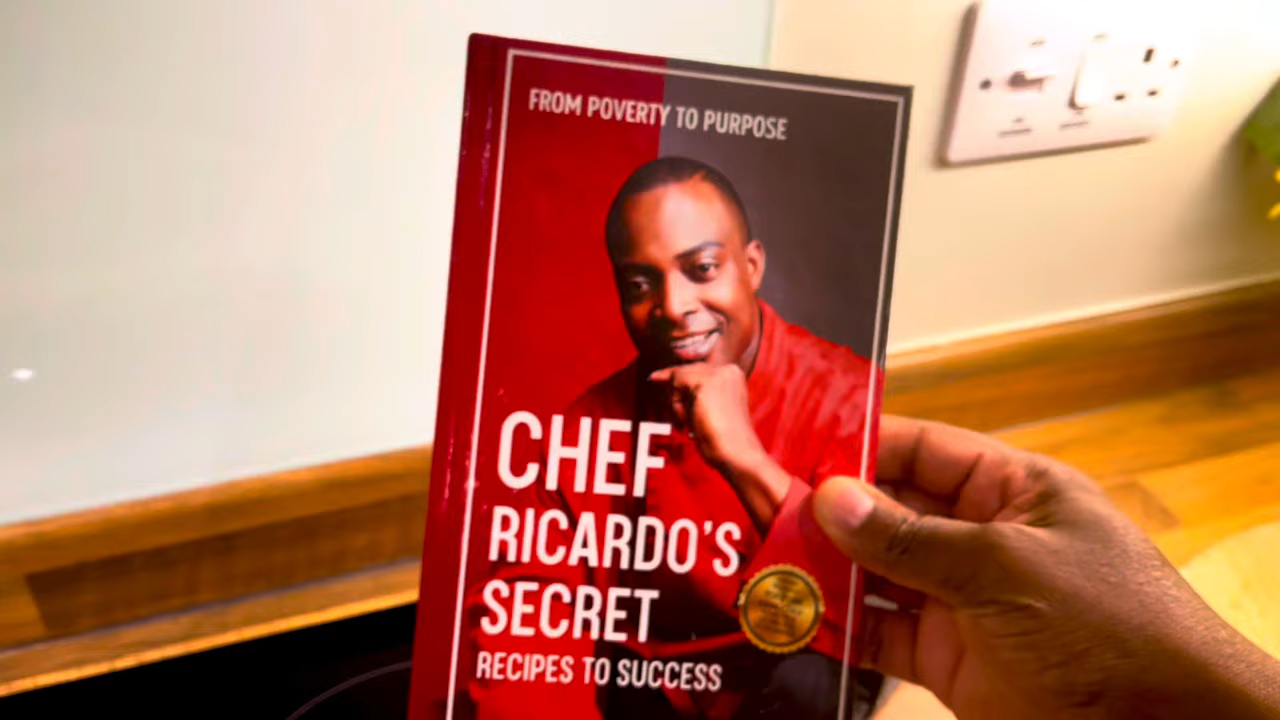 FROM POVERTY TO PURPOSE
CHEF
RICARDO'S
SECRET
RECIPES TO SUCCESS